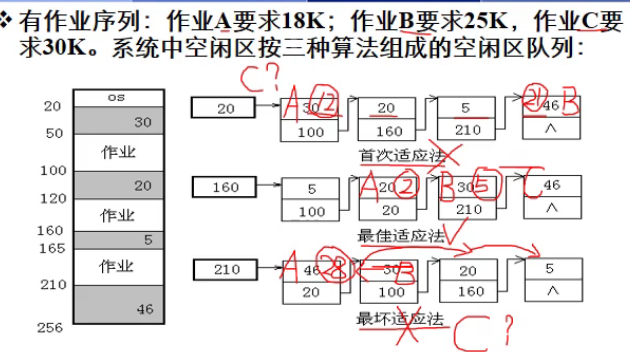 ❖ 有作业序列：作业A要求18K；作业B要求25K，作业C要
求30K。系统中空闲区按三种算法组成的空闲区队列：
C?
os
20
30
50
作业
100
20
120
作业
160
5
165
作业
210
46
256
20 A 30 12 20 5 21 46 B
100 160 210 ∧
首次适应法
160 5 A 20 2 B 30 5 C 46
100 20 210 ∧
最佳适应法
210 A 46 28 30 B 20 5
20 100 160 ∧
最坏适应法 C?